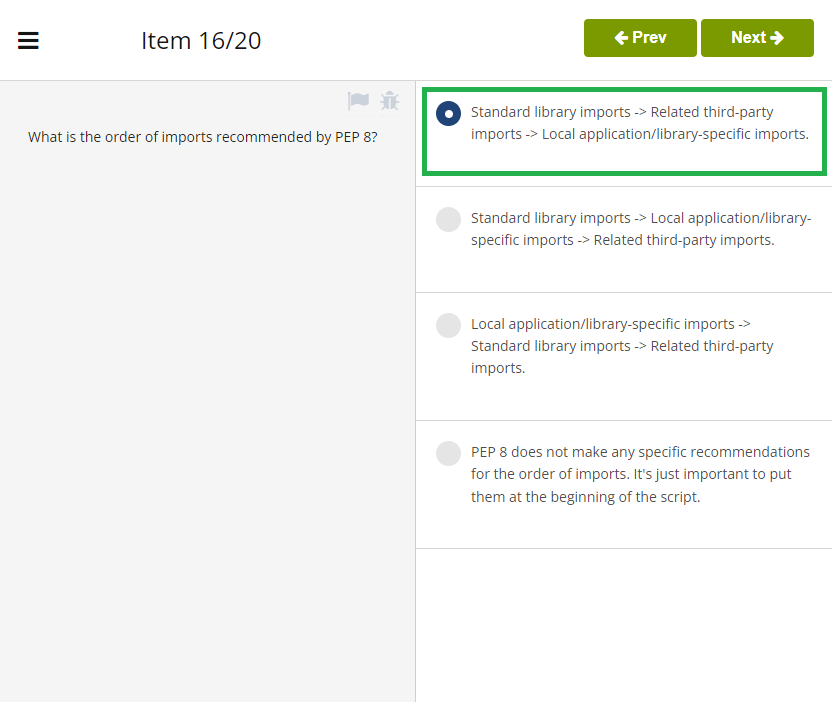 Item 16/20
Prev
Next
What is the order of imports recommended by PEP 8?
Standard library imports -> Related third-party
imports -> Local application/library-specific imports.
Standard library imports -> Local application/library-
specific imports -> Related third-party imports.
Local application/library-specific imports ->
Standard library imports -> Related third-party
imports.
PEP 8 does not make any specific recommendations
for the order of imports. It's just important to put
them at the beginning of the script.